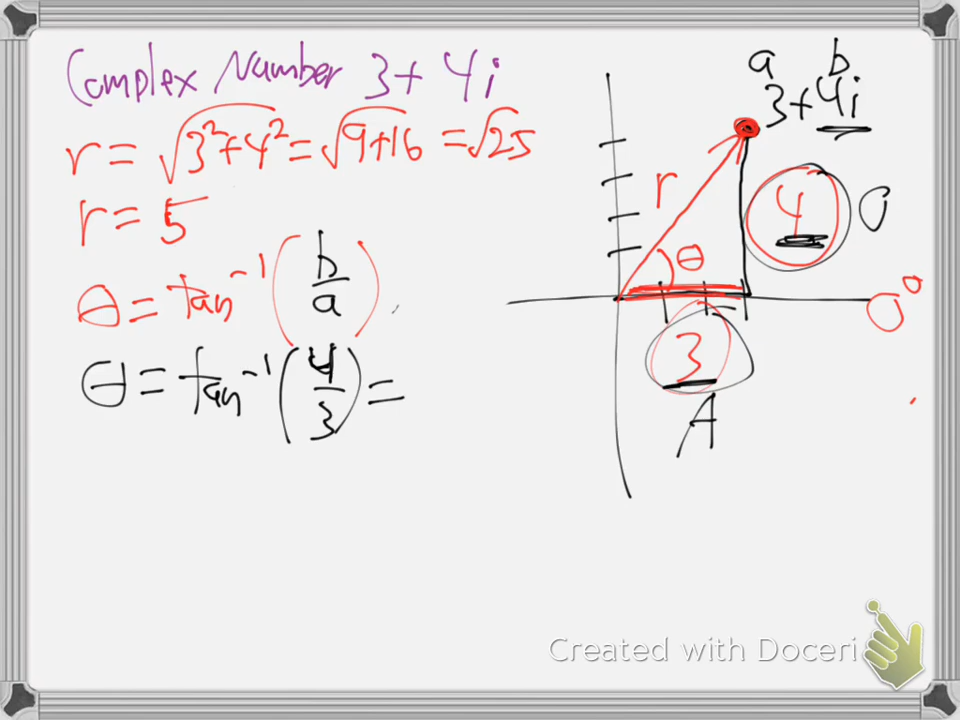 Complex Number 3+4i
r = √3²+4² = √9+16 = √25
r = 5
θ = tan⁻¹ (b/a)
θ = tan⁻¹ (4/3) =
a b
3+4i
r
θ
4 O
0°
3
A
Created with Doceri